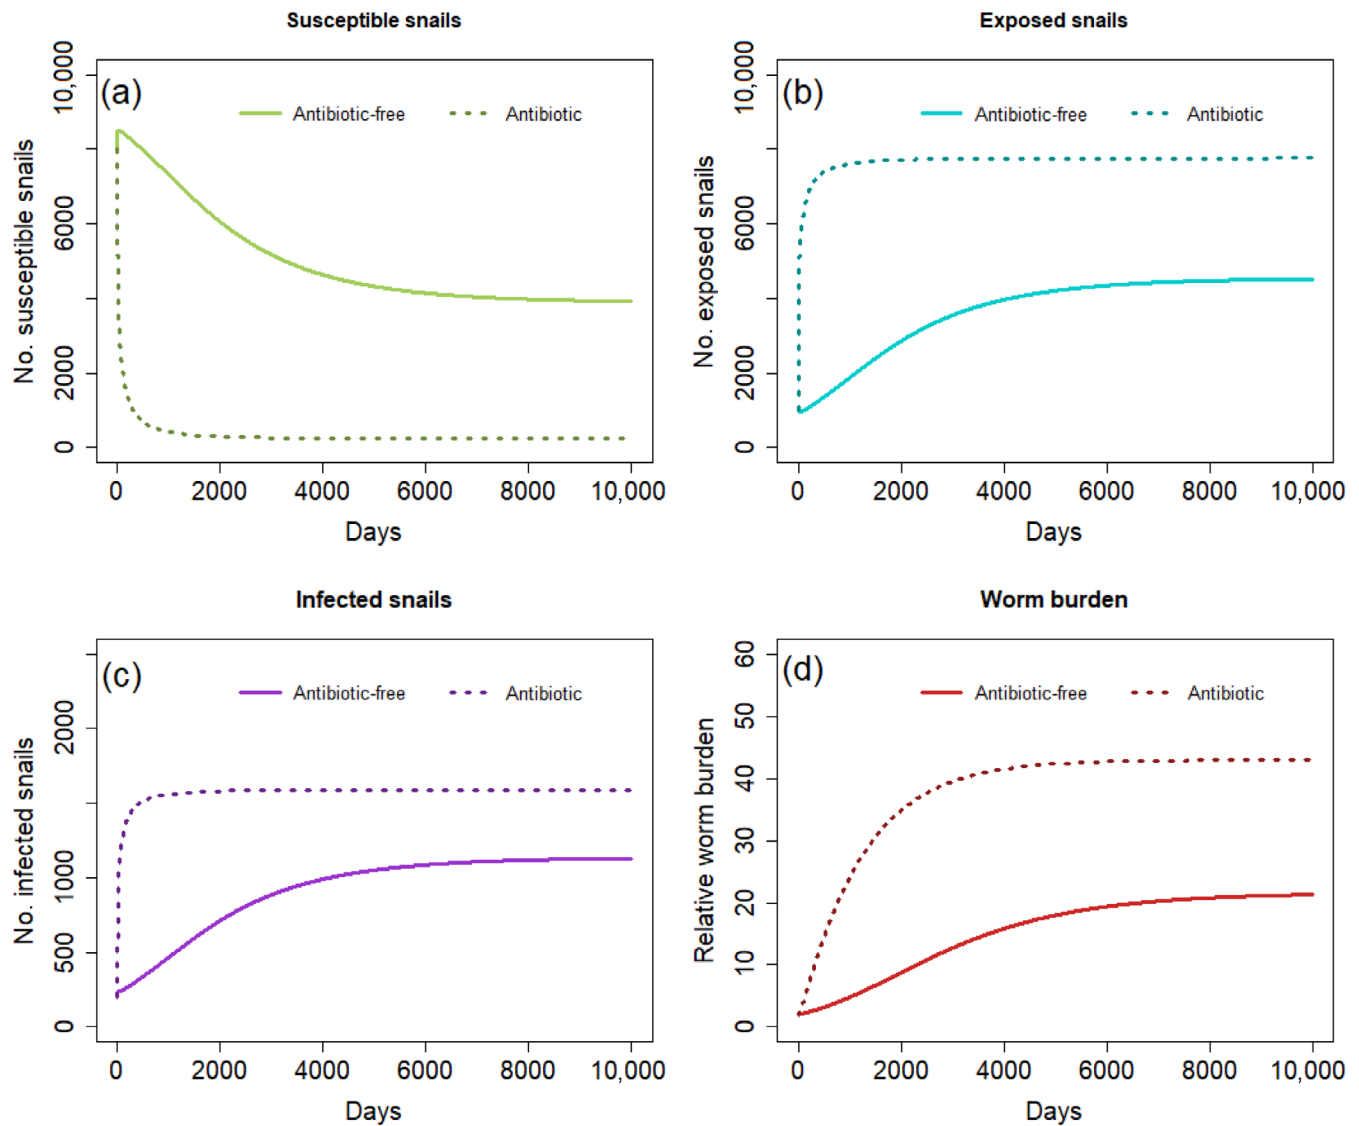 Susceptible snails
(a)
Antibiotic-free
Antibiotic
No. susceptible snails
10,000
6000
2000
0
0 2000 4000 6000 8000 10,000
Days
Exposed snails
(b)
Antibiotic-free
Antibiotic
No. exposed snails
10,000
6000
2000
0
0 2000 4000 6000 8000 10,000
Days
Infected snails
(c)
Antibiotic-free
Antibiotic
No. infected snails
2000
1000
500
0
0 2000 4000 6000 8000 10,000
Days
Worm burden
(d)
Antibiotic-free
Antibiotic
Relative worm burden
60
50
40
30
20
10
0
0 2000 4000 6000 8000 10,000
Days